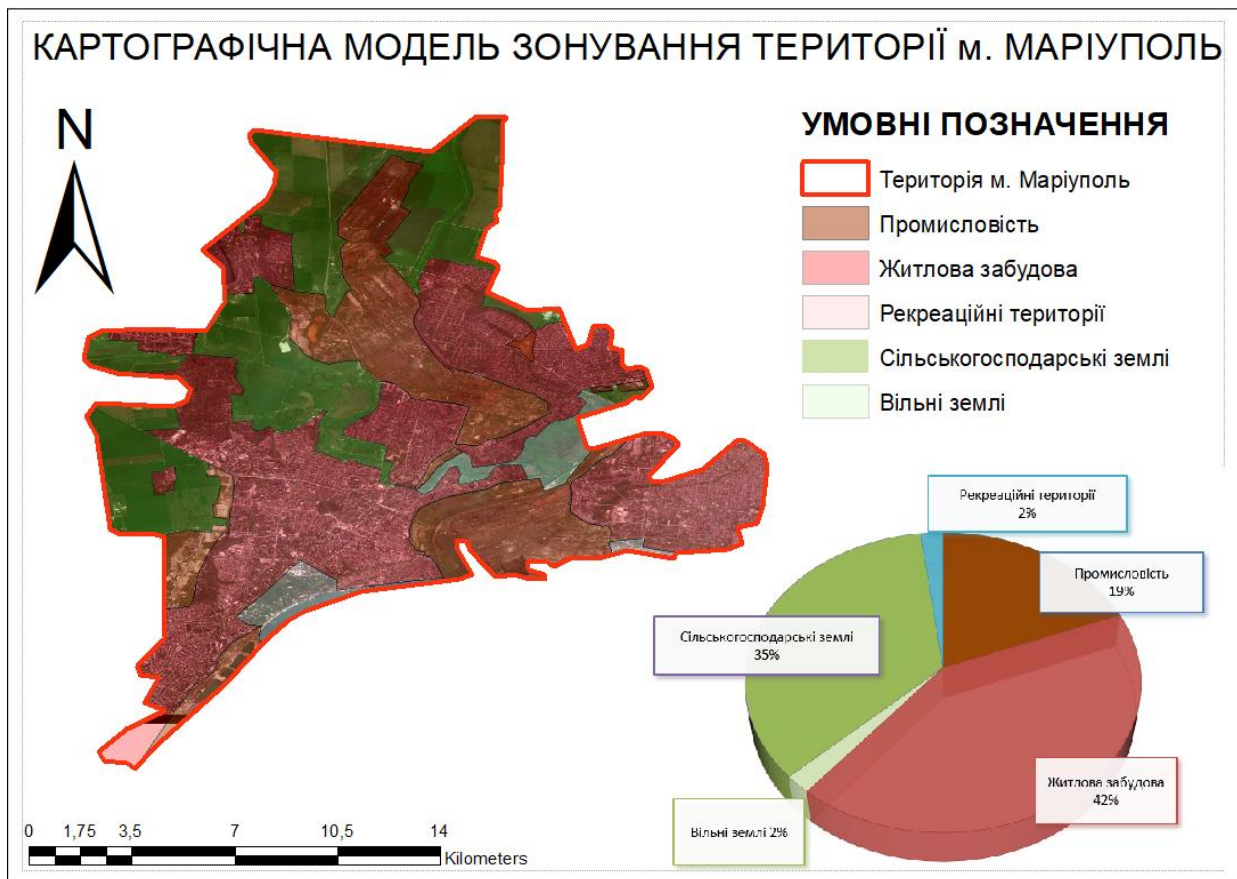 КАРТОГРАФІЧНА МОДЕЛЬ ЗОНУВАННЯ ТЕРИТОРІЇ м. МАРІУПОЛЬ
N
УМОВНІ ПОЗНАЧЕННЯ
Територія м. Маріуполь
Промисловість
Житлова забудова
Рекреаційні території
Сільськогосподарські землі
Вільні землі
Рекреаційні території
2%
Промисловість
19%
Сільськогосподарські землі
35%
Житлова забудова
42%
Вільні землі 2%
0 1,75 3,5 7 10,5 14
Kilometers